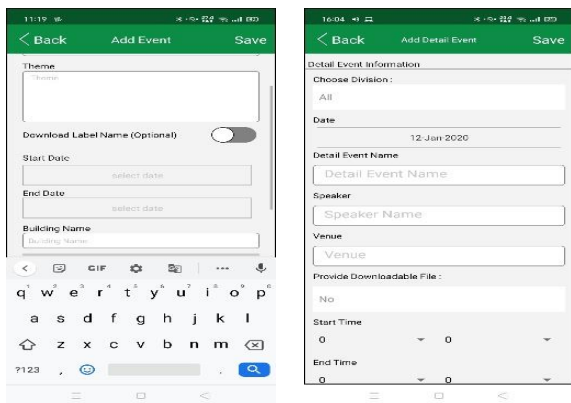 11:19
Back Add Event Save
Theme
Theme
Download Label Name (Optional)
Start Date
select date
End Date
select date
Building Name
Building Name
GIF
q w e r t y u i o p
a s d f g h j k l
z x c v b n m
?123 , .
16:04
Back Add Detail Event Save
Detail Event Information
Choose Division :
All
Date
12-Jan-2020
Detail Event Name
Detail Event Name
Speaker
Speaker Name
Venue
Venue
Provide Downloadable File :
No
Start Time
0 0
End Time
0 0